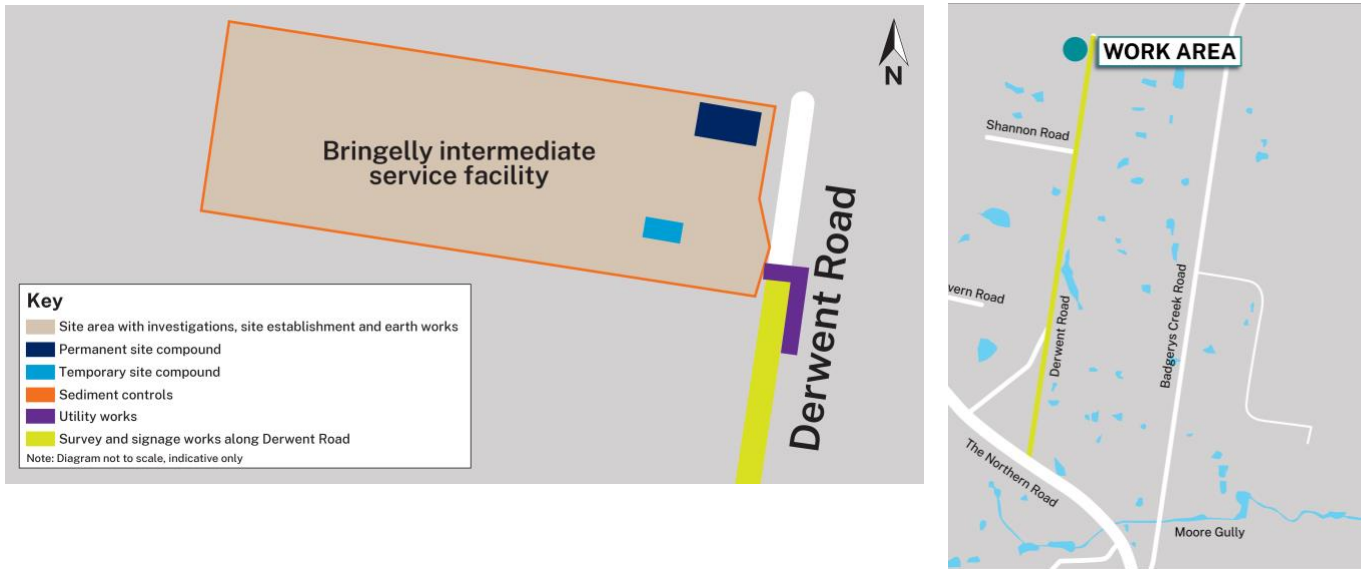 N
Bringelly intermediate
service facility
Derwent Road
Key
Site area with investigations, site establishment and earth works
Permanent site compound
Temporary site compound
Sediment controls
Utility works
Survey and signage works along Derwent Road
Note: Diagram not to scale, indicative only
WORK AREA
Shannon Road
vern Road
Derwent Road
Badgerys Creek Road
The Northern Road
Moore Gully